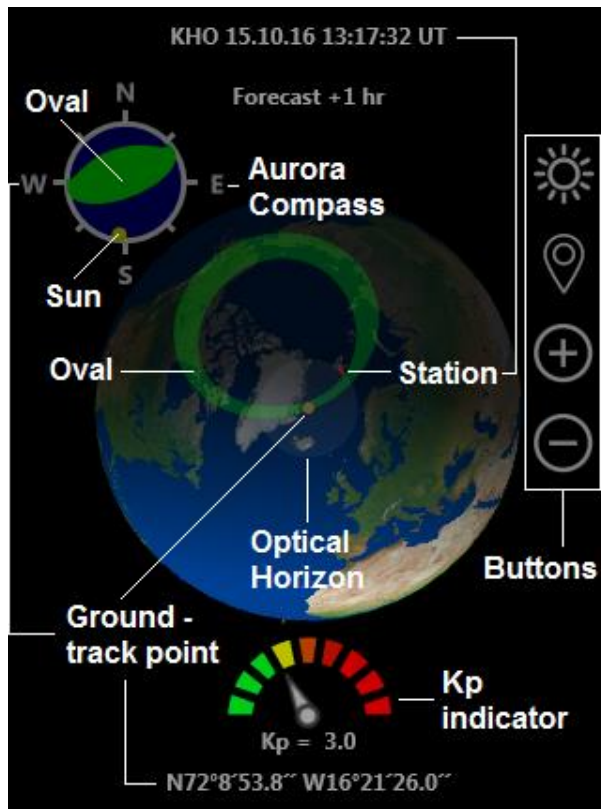 KHO 15.10.16 13:17:32 UT
Forecast +1 hr
Oval
N
W
E
S
Aurora
Compass
Sun
Oval
Station
Optical
Horizon
Buttons
Ground -
track point
Kp
indicator
Kp = 3.0
N72°8´53.8´´ W16°21´26.0´´